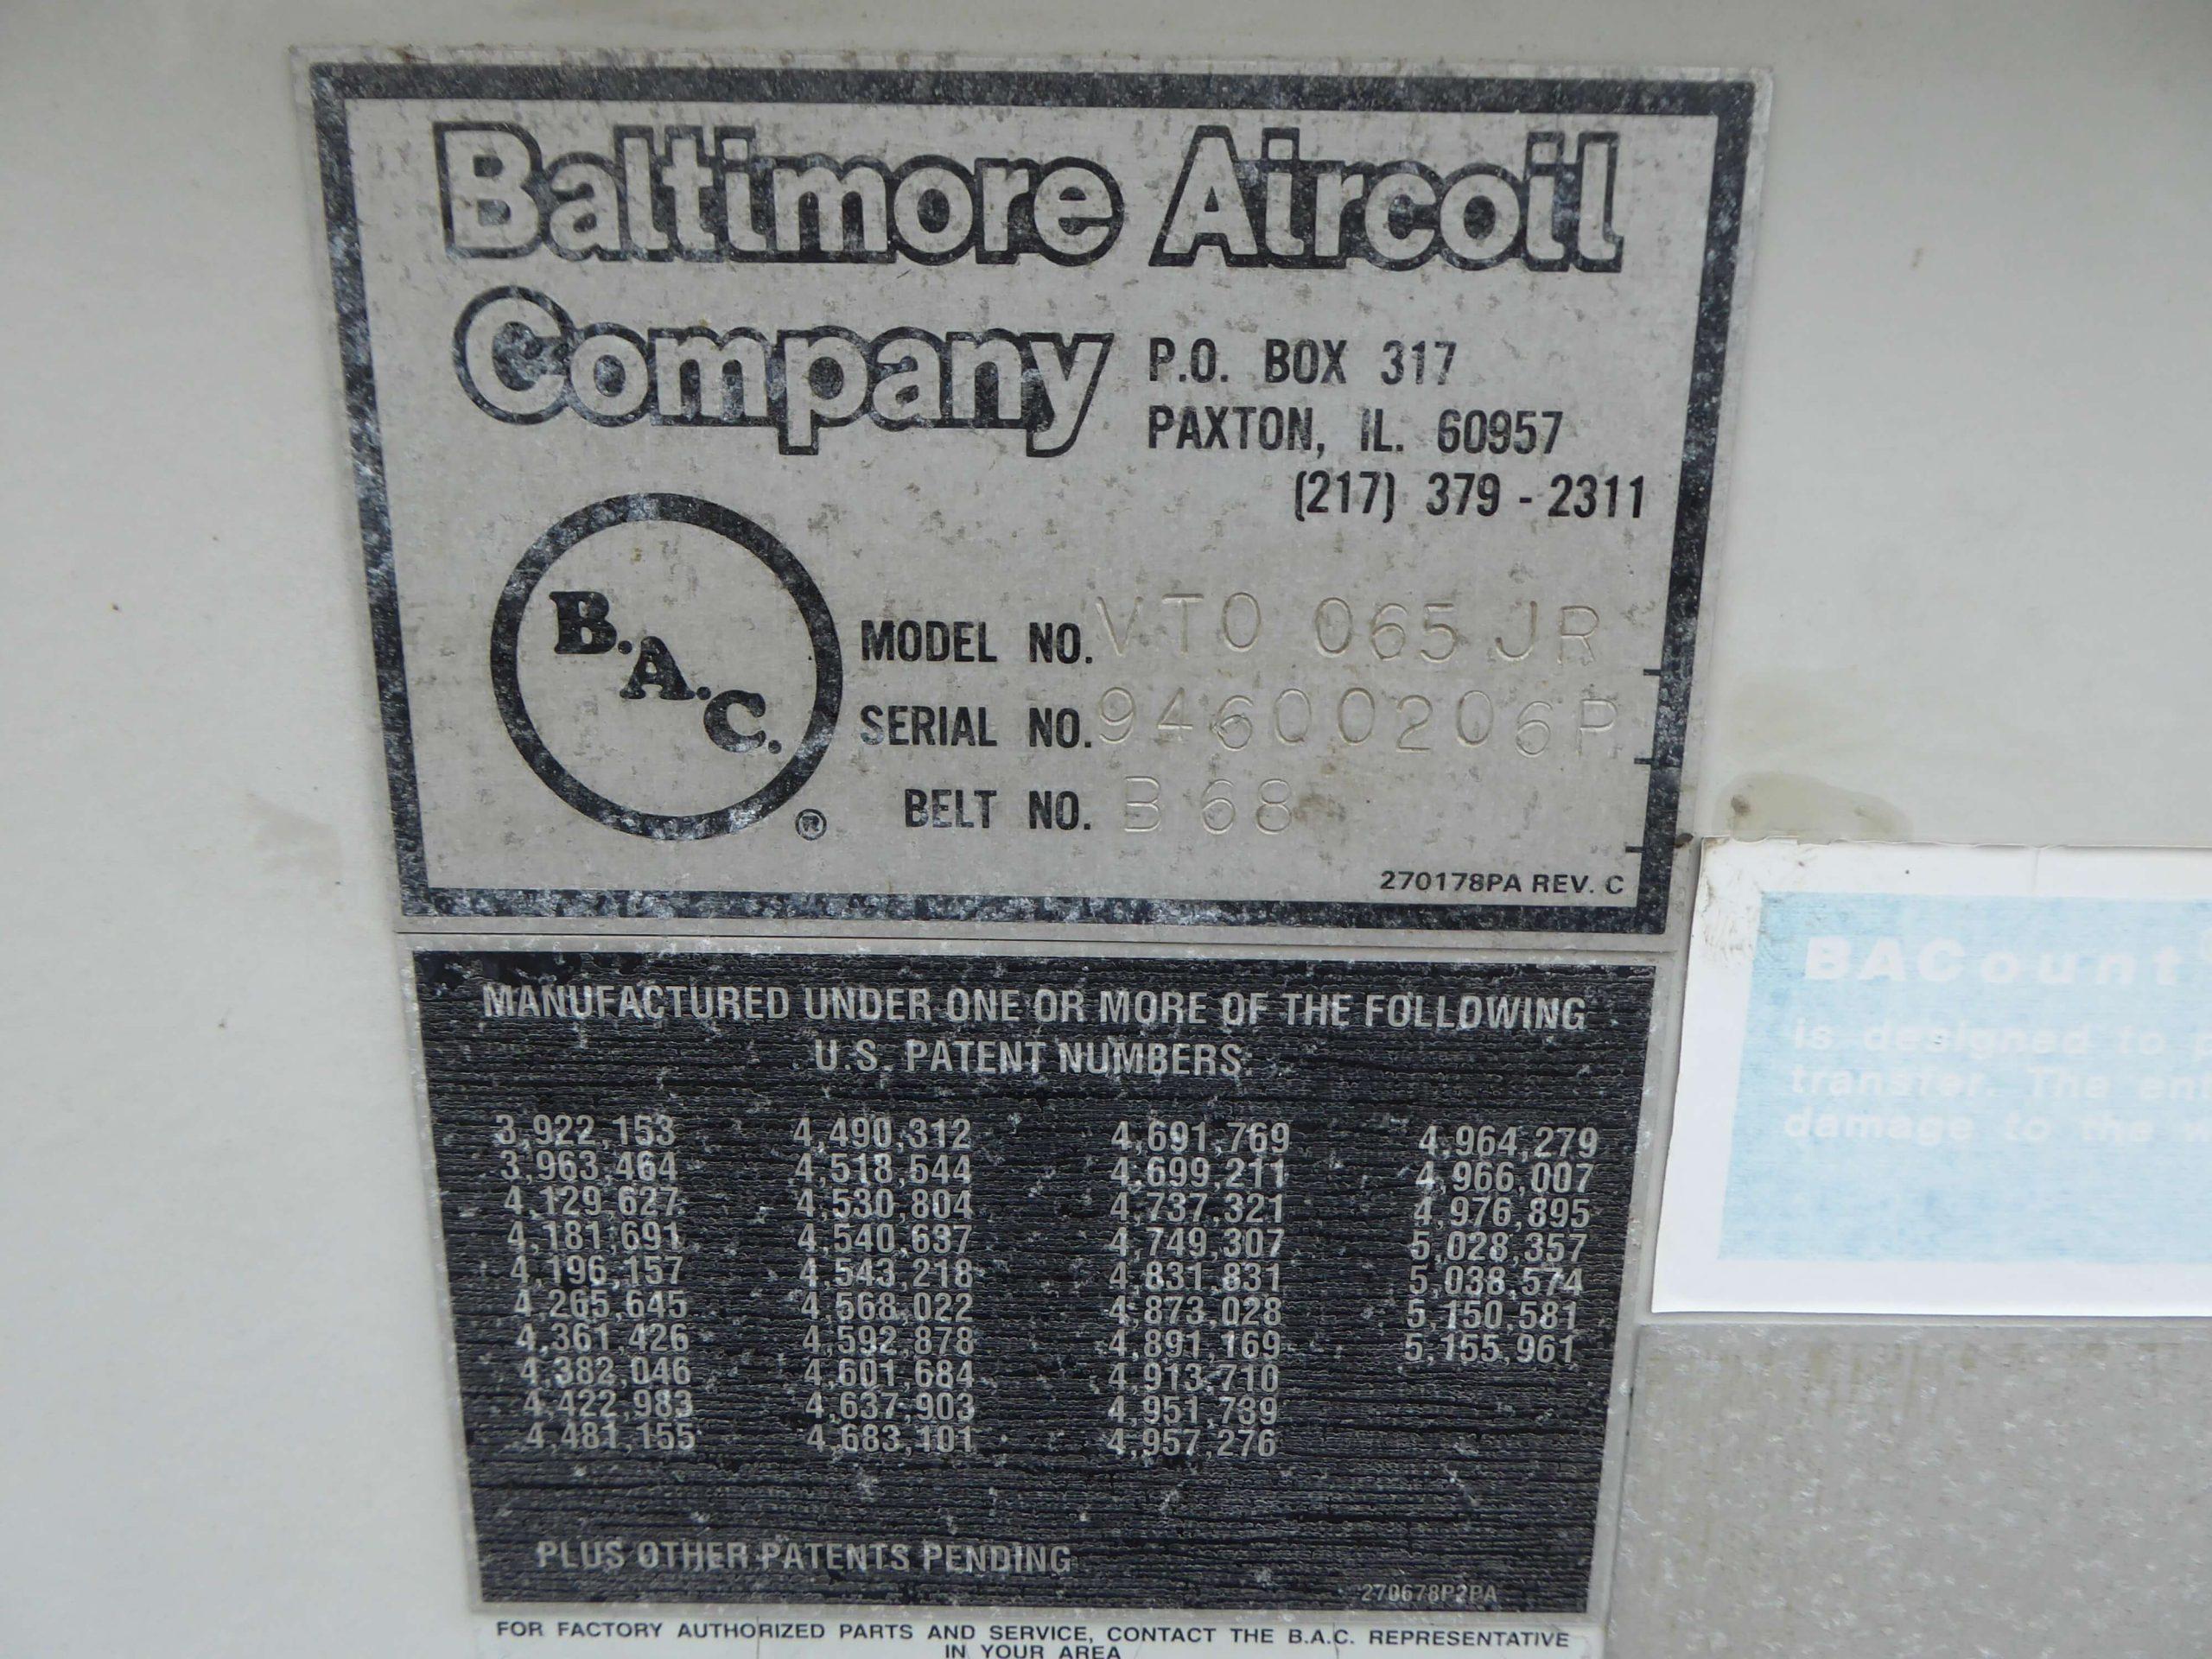 Baltimore Aircoil
Company
P.O. BOX 317
PAXTON, IL. 60957
(217) 379 - 2311
B.A.C.
®
MODEL NO. VTO 065 JR
SERIAL NO. 94600206P
BELT NO. B 68
270178PA REV. C
MANUFACTURED UNDER ONE OR MORE OF THE FOLLOWING
U.S. PATENT NUMBERS:
3,922,153 4,490,312 4,691,769 4,964,279
3,963,464 4,518,544 4,699,211 4,966,007
4,129,627 4,530,804 4,737,321 4,976,895
4,181,691 4,540,637 4,749,307 5,028,357
4,196,157 4,543,218 4,831,831 5,038,574
4,265,645 4,568,022 4,873,028 5,150,581
4,361,426 4,592,878 4,891,169 5,155,961
4,382,046 4,601,684 4,913,710
4,422,983 4,637,903 4,951,739
4,481,155 4,683,101 4,957,276
PLUS OTHER PATENTS PENDING
270678P2PA
FOR FACTORY AUTHORIZED PARTS AND SERVICE, CONTACT THE B.A.C. REPRESENTATIVE
IN YOUR AREA
BACount
is designed to
transfer. The
damage to the